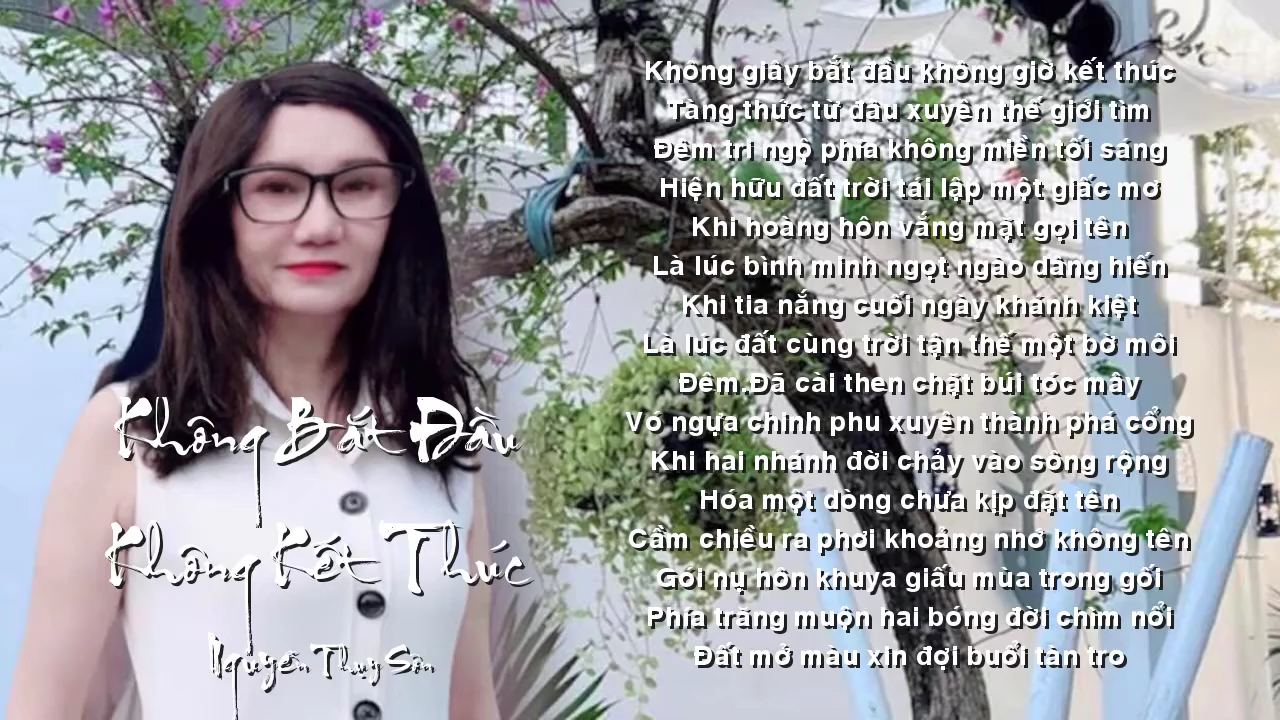 Không Bắt Đầu
Không Kết Thúc
Nguyễn Thụy Sơn
Không giây bắt đầu không giờ kết thúc
Tàng thức từ đâu xuyên thế giới tìm
Đêm tri ngộ phía không miền tối sáng
Hiện hữu đất trời tái lập một giấc mơ
Khi hoàng hôn vắng mặt gọi tên
Là lúc bình minh ngọt ngào dâng hiến
Khi tia nắng cuối ngày khánh kiệt
Là lúc đất cùng trời tận thế một bờ môi
Đêm.Đã cài then chặt búi tóc mây
Vó ngựa chinh phu xuyên thành phá cổng
Khi hai nhánh đời chảy vào sông rộng
Hóa một dòng chưa kịp đặt tên
Cầm chiều ra phơi khoảng nhớ không tên
Gói nụ hôn khuya giấu mùa trong gối
Phía trăng muộn hai bóng đời chìm nổi
Đất mở màu xin đợi buổi tàn tro